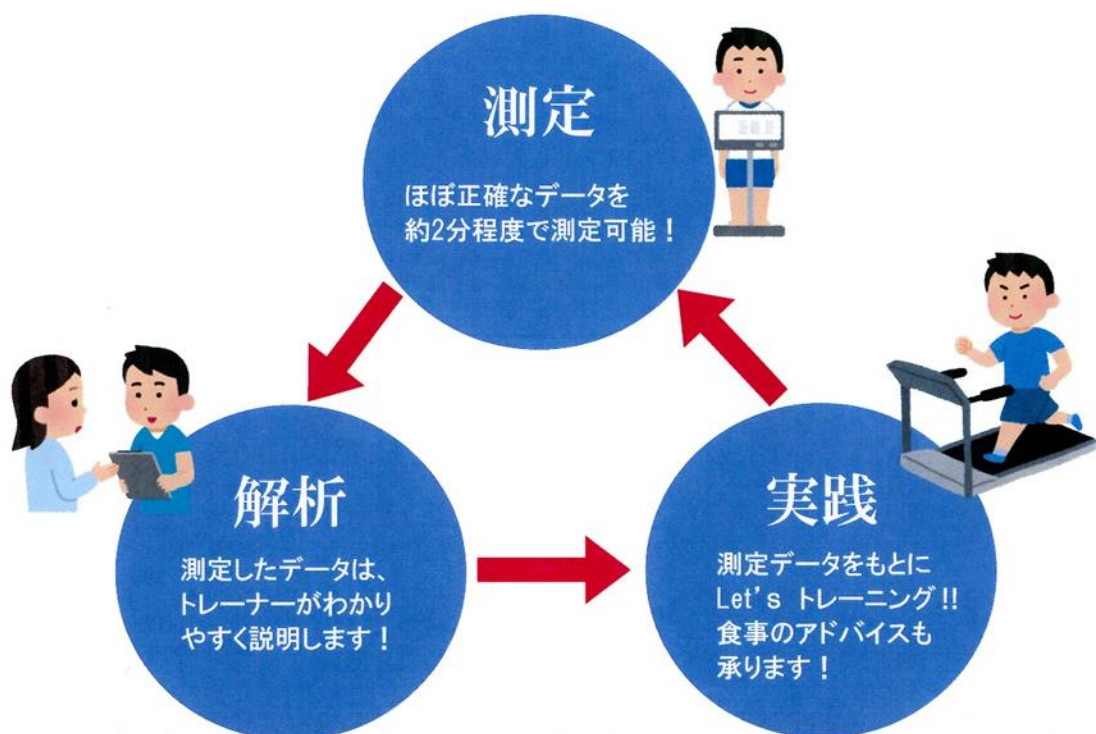 測定
ほぼ正確なデータを
約2分程度で測定可能！
解析
測定したデータは、
トレーナーがわかり
やすく説明します！
実践
測定データをもとに
Let's トレーニング!!
食事のアドバイスも
承ります！